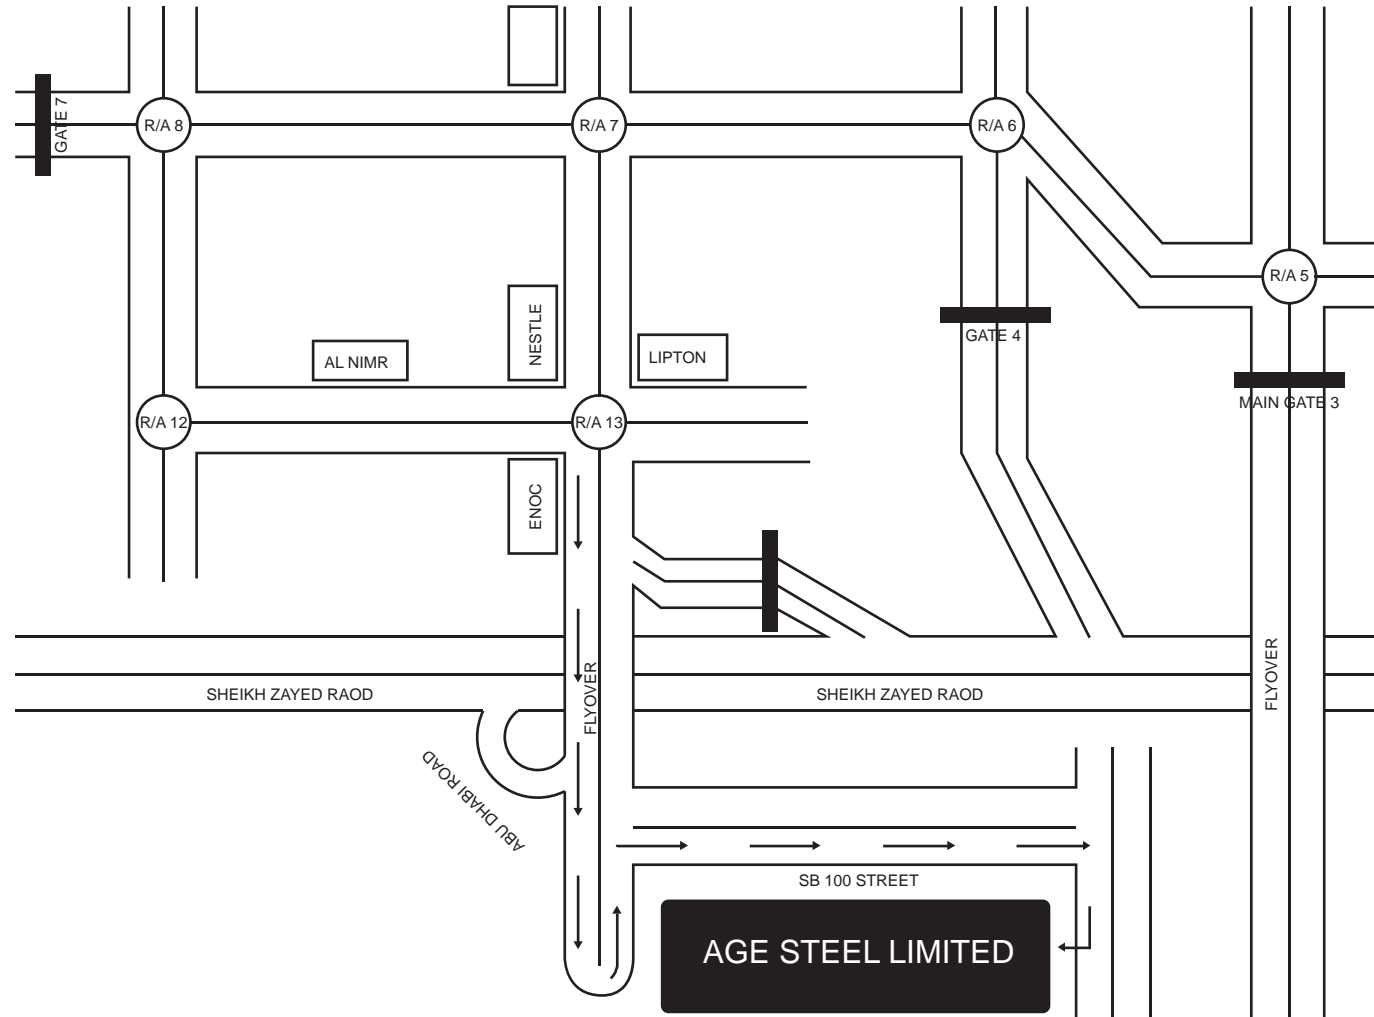 GATE 7
R/A 8
R/A 7
R/A 6
R/A 5
NESTLE
AL NIMR
LIPTON
GATE 4
MAIN GATE 3
R/A 12
R/A 13
ENOC
FLYOVER
FLYOVER
SHEIKH ZAYED RAOD
SHEIKH ZAYED RAOD
ABU DHABI ROAD
SB 100 STREET
AGE STEEL LIMITED